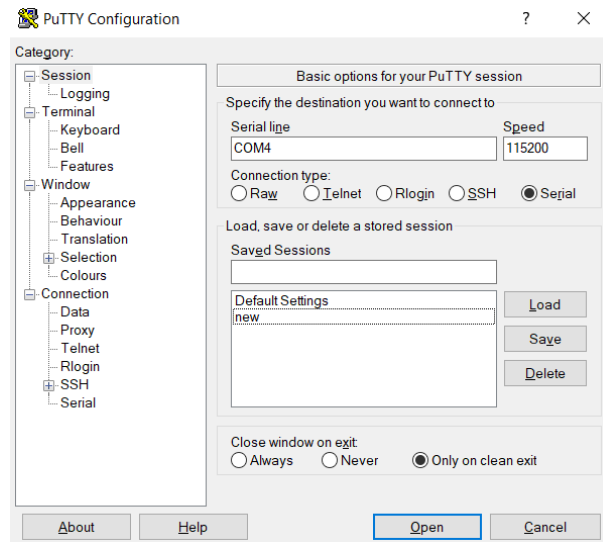 PuTTY Configuration ? ×
Category:
Session
Logging
Terminal
Keyboard
Bell
Features
Window
Appearance
Behaviour
Translation
Selection
Colours
Connection
Data
Proxy
Telnet
Rlogin
SSH
Serial
Basic options for your PuTTY session
Specify the destination you want to connect to
Serial line Speed
COM4 115200
Connection type:
Raw Telnet Rlogin SSH Serial
Load, save or delete a stored session
Saved Sessions
Default Settings
new
Load
Save
Delete
Close window on exit:
Always Never Only on clean exit
About Help Open Cancel